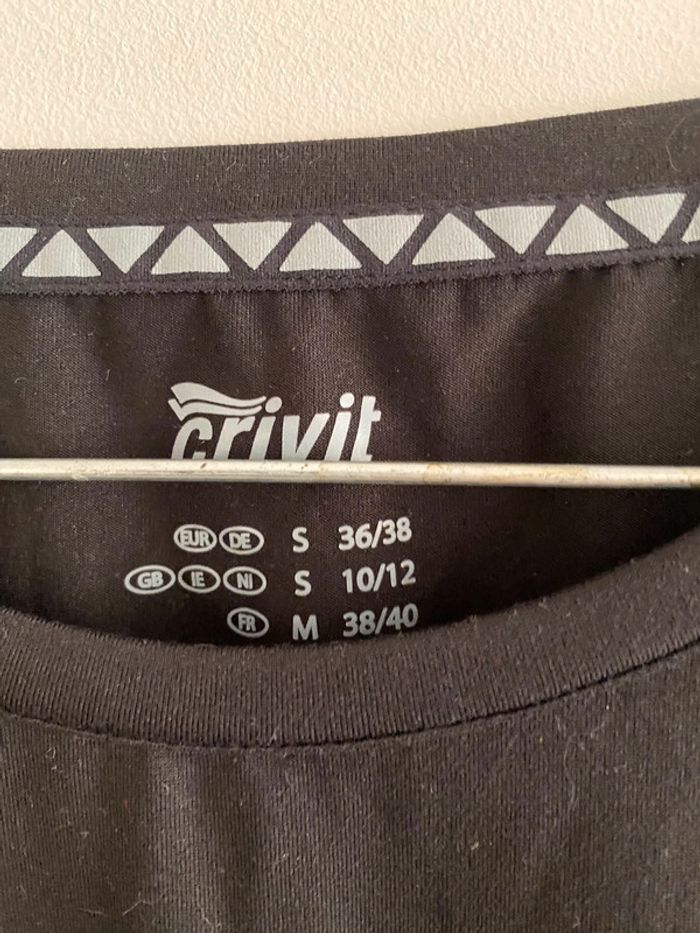 crivit
EUR DE S 36/38
GB IE NI S 10/12
FR M 38/40